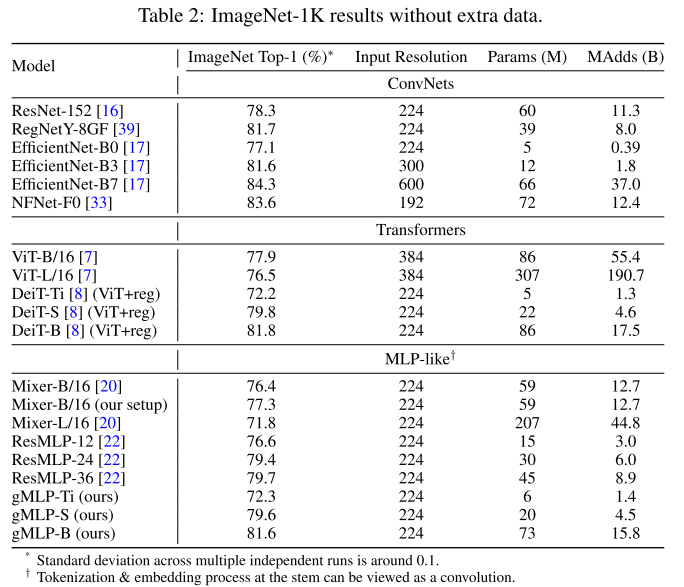 Table 2: ImageNet-1K results without extra data.
Model ImageNet Top-1 (%)* Input Resolution Params (M) MAdds (B)
ConvNets
ResNet-152 [16] 78.3 224 60 11.3
RegNetY-8GF [39] 81.7 224 39 8.0
EfficientNet-B0 [17] 77.1 224 5 0.39
EfficientNet-B3 [17] 81.6 300 12 1.8
EfficientNet-B7 [17] 84.3 600 66 37.0
NFNet-F0 [33] 83.6 192 72 12.4
Transformers
ViT-B/16 [7] 77.9 384 86 55.4
ViT-L/16 [7] 76.5 384 307 190.7
DeiT-Ti [8] (ViT+reg) 72.2 224 5 1.3
DeiT-S [8] (ViT+reg) 79.8 224 22 4.6
DeiT-B [8] (ViT+reg) 81.8 224 86 17.5
MLP-like†
Mixer-B/16 [20] 76.4 224 59 12.7
Mixer-B/16 (our setup) 77.3 224 59 12.7
Mixer-L/16 [20] 71.8 224 207 44.8
ResMLP-12 [22] 76.6 224 15 3.0
ResMLP-24 [22] 79.4 224 30 6.0
ResMLP-36 [22] 79.7 224 45 8.9
gMLP-Ti (ours) 72.3 224 6 1.4
gMLP-S (ours) 79.6 224 20 4.5
gMLP-B (ours) 81.6 224 73 15.8
* Standard deviation across multiple independent runs is around 0.1.
† Tokenization & embedding process at the stem can be viewed as a convolution.